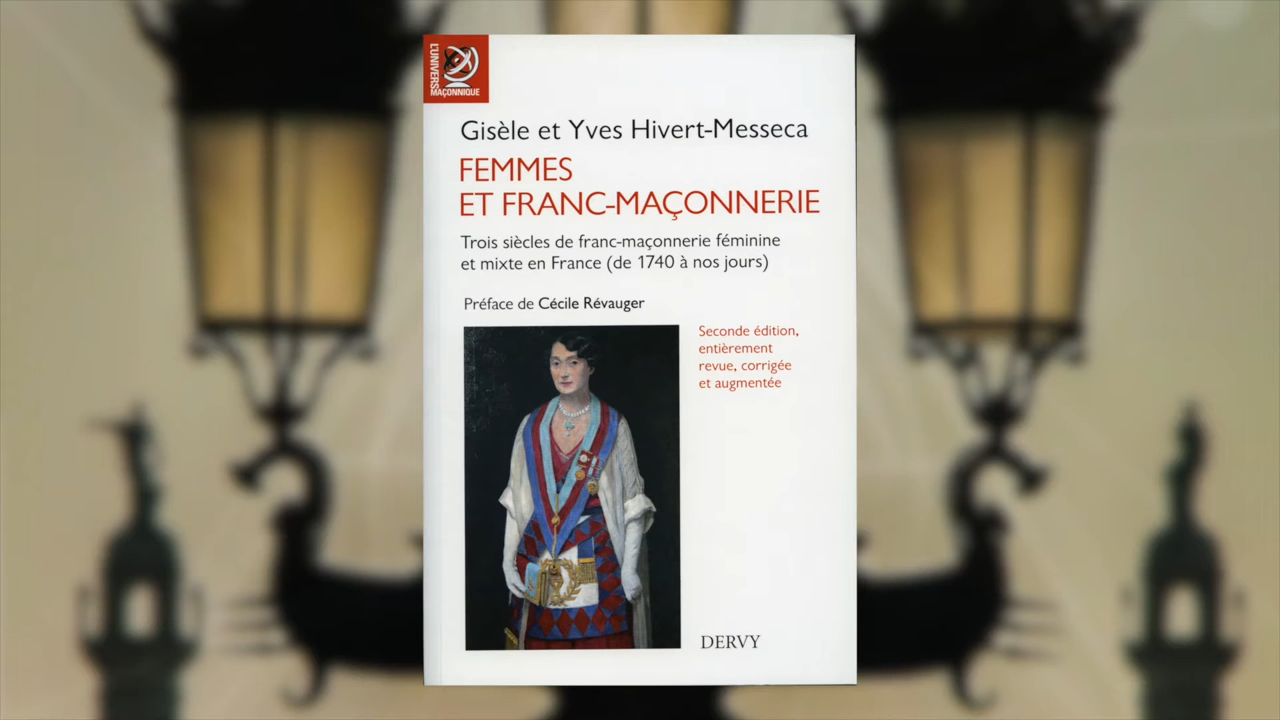 L'UNIVERS
MAÇONNIQUE
Gisèle et Yves Hivert-Messeca
FEMMES
ET FRANC-MAÇONNERIE
Trois siècles de franc-maçonnerie féminine
et mixte en France (de 1740 à nos jours)
Préface de Cécile Révauger
Seconde édition,
entièrement
revue, corrigée
et augmentée
DERVY